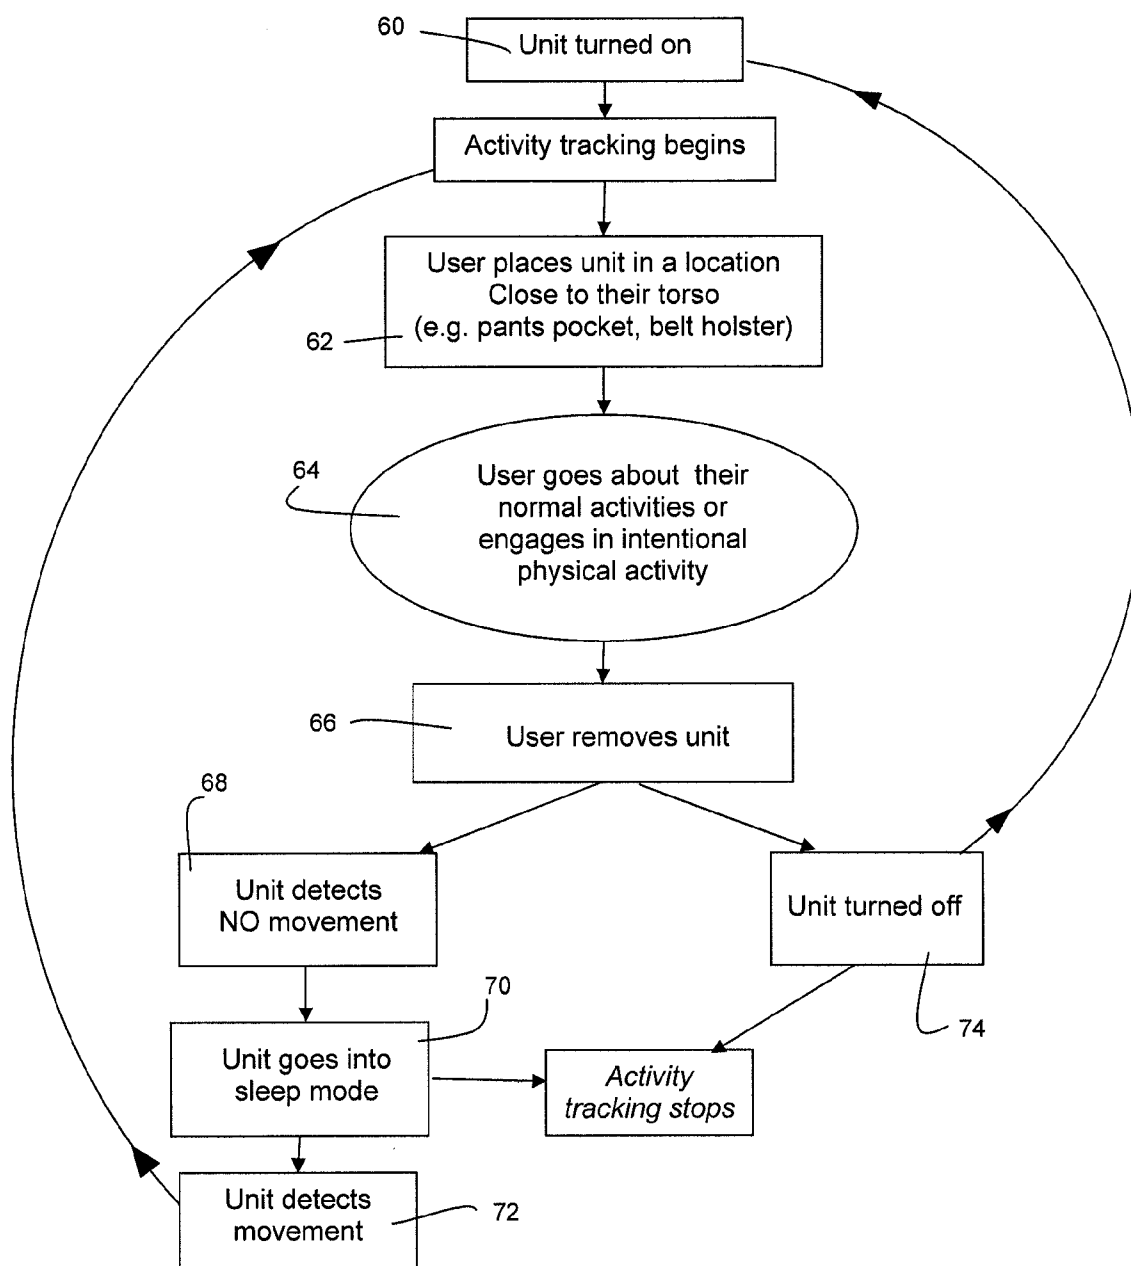 60
Unit turned on
Activity tracking begins
User places unit in a location
Close to their torso
(e.g. pants pocket, belt holster)
62
64
User goes about their
normal activities or
engages in intentional
physical activity
66
User removes unit
68
Unit detects
NO movement
Unit turned off
70
74
Unit goes into
sleep mode
Activity
tracking stops
Unit detects
movement
72